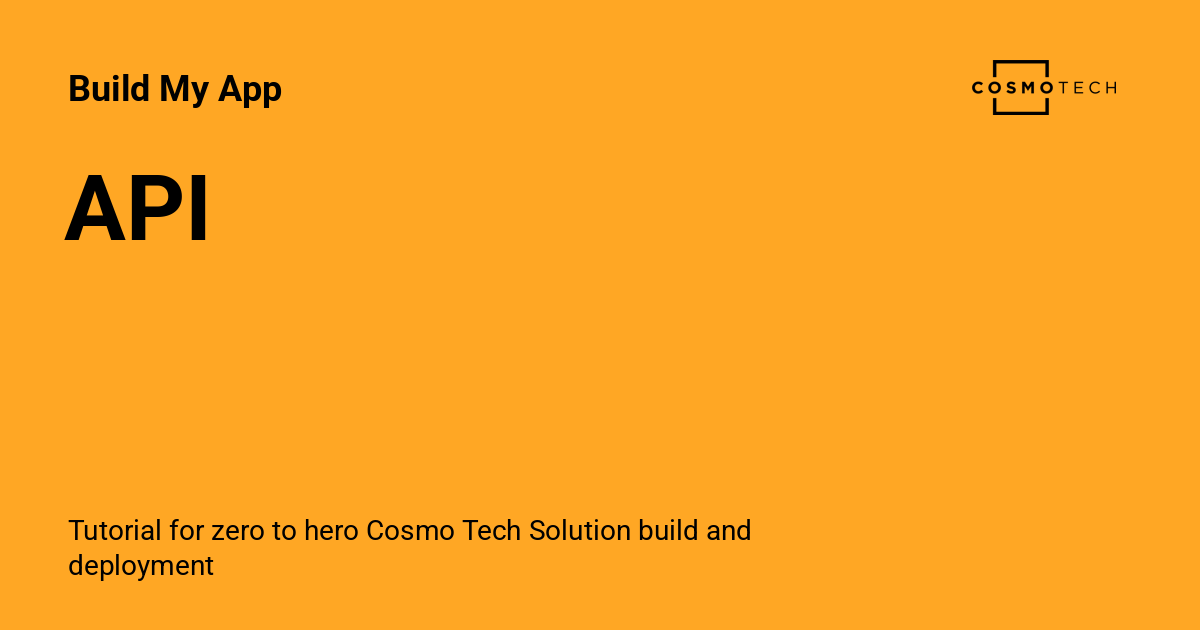 Build My App
COSMOTECH
API
Tutorial for zero to hero Cosmo Tech Solution build and
deployment